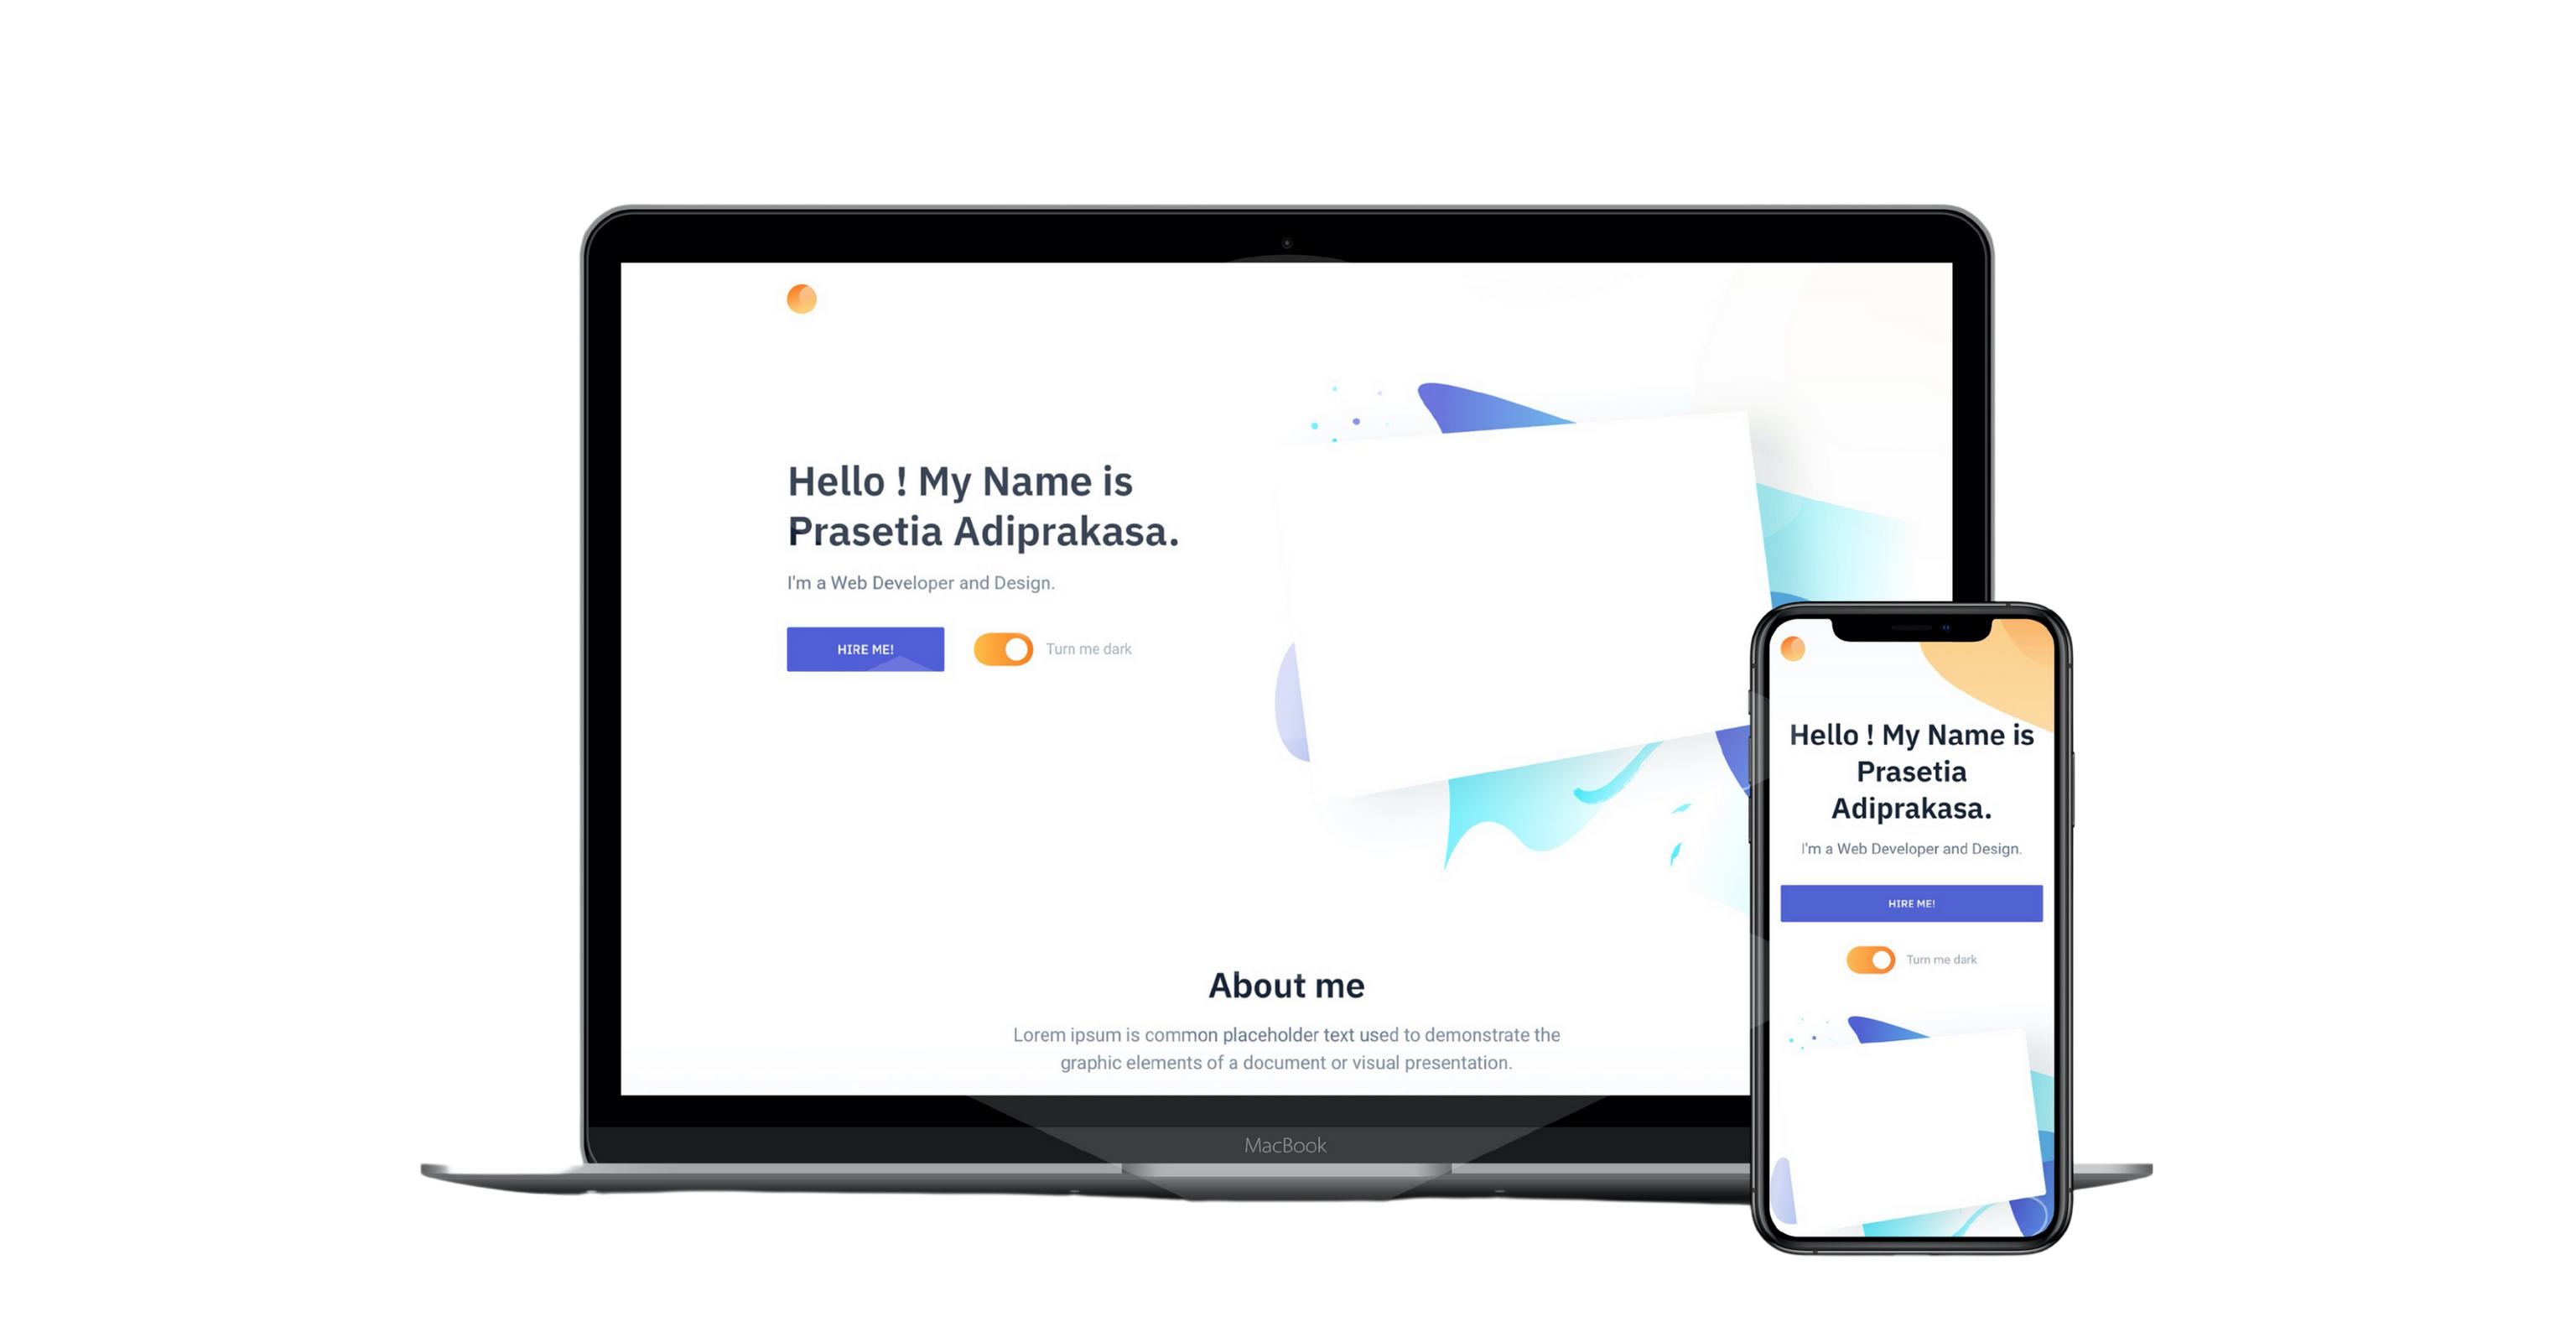 Hello ! My Name is
Prasetia Adiprakasa.
I'm a Web Developer and Design.
HIRE ME!
Turn me dark
About me
Lorem ipsum is common placeholder text used to demonstrate the
graphic elements of a document or visual presentation.
MacBook
Hello ! My Name is
Prasetia
Adiprakasa.
I'm a Web Developer and Design.
HIRE ME!
Turn me dark